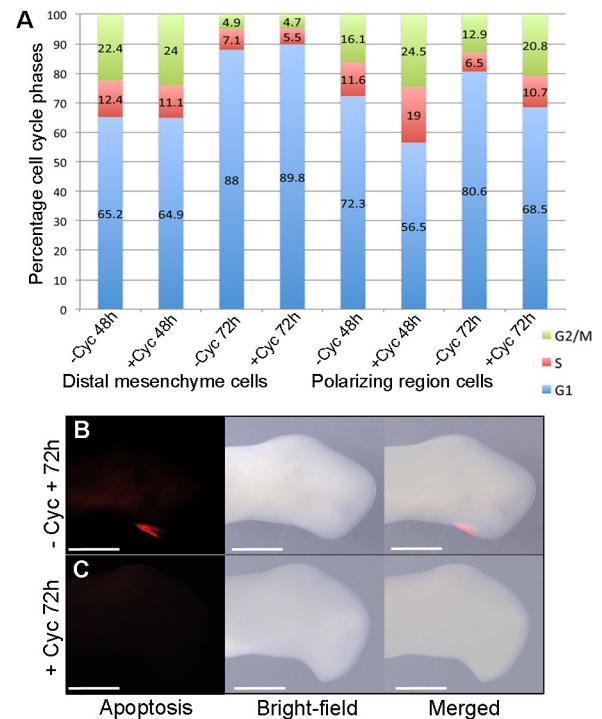 A
Percentage cell cycle phases
100
90
80
70
60
50
40
30
20
10
0
22.4 24 4.9 4.7 16.1 24.5 12.9 20.8
12.4 11.1 7.1 5.5 11.6 19 6.5 10.7
65.2 64.9 88 89.8 72.3 56.5 80.6 68.5
-Cyc 48h +Cyc 48h -Cyc 72h +Cyc 72h -Cyc 48h +Cyc 48h -Cyc 72h +Cyc 72h
Distal mesenchyme cells Polarizing region cells
G2/M
S
G1
B
- Cyc + 72h
C
+ Cyc 72h
Apoptosis Bright-field Merged